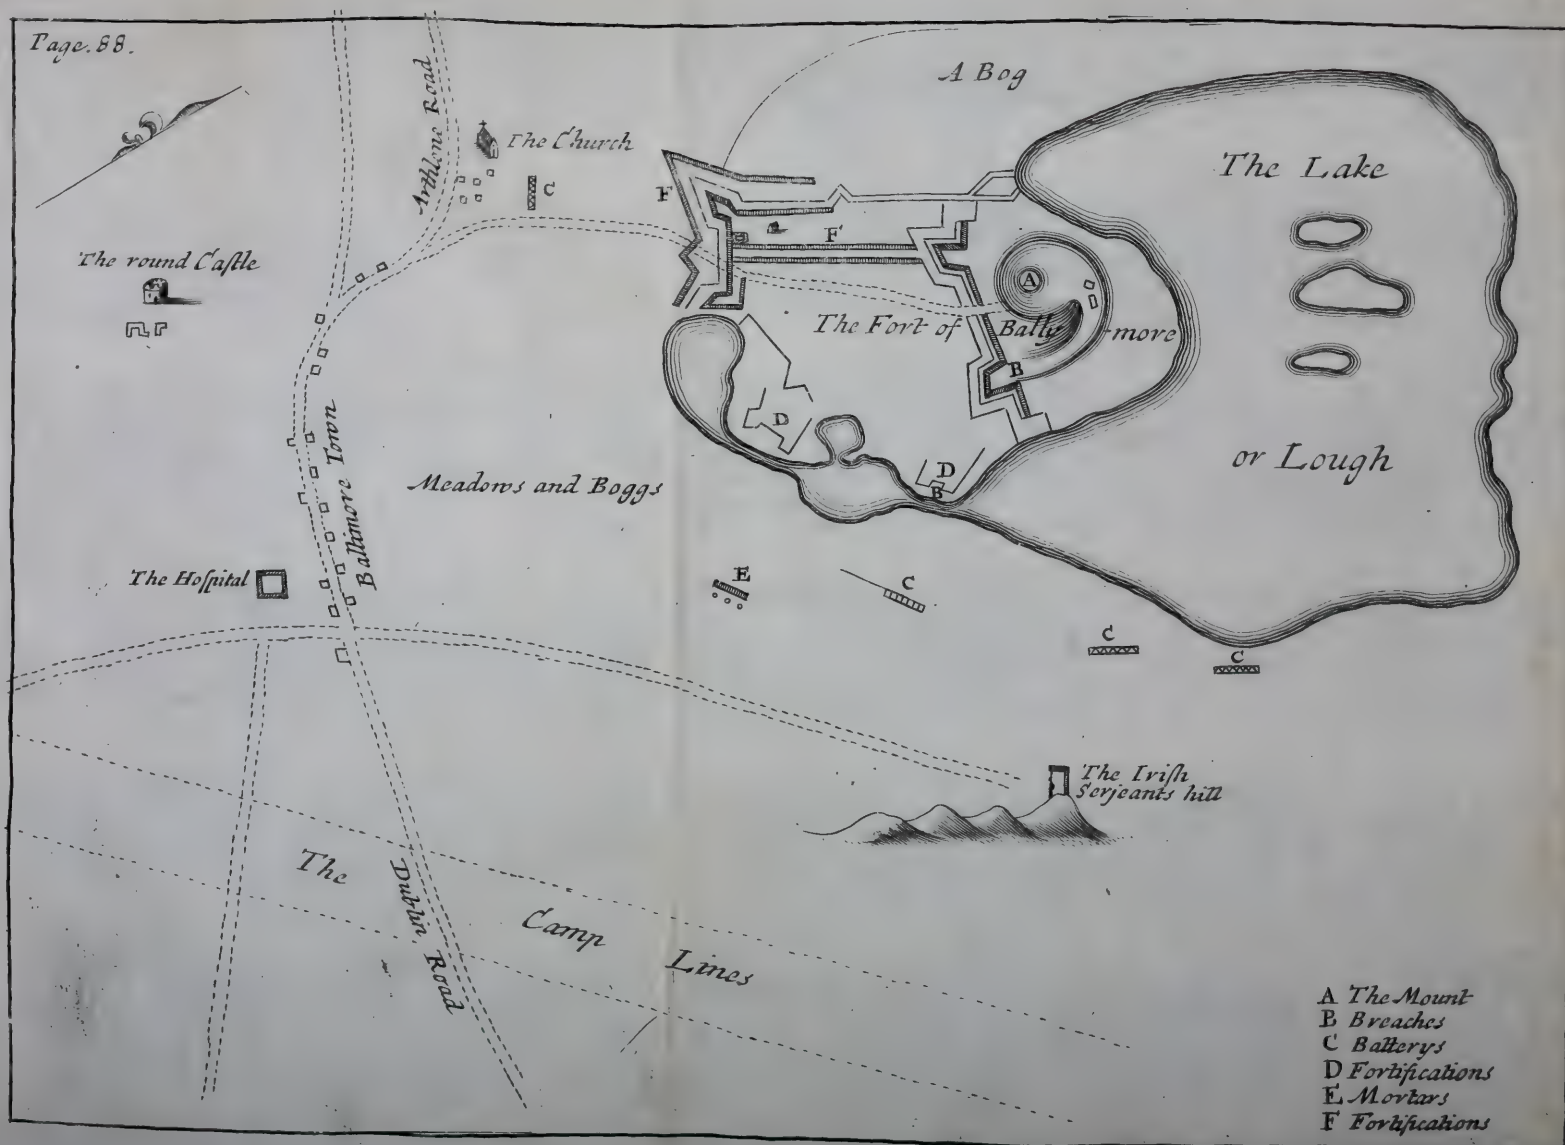 Page. 88.
A Bog
Arthlone Road
The Church
C
F
The Lake
F
The round Caſtle
A
The Fort of Bally more
B
D
Ballimore Town
or Lough
D
B
Meadows and Boggs
The Hoſpital
E
C
C
C
The Iriſh
Serjeants hill
The Camp Lines
Dublin Road
A The Mount
B Breaches
C Batterys
D Fortifications
E Mortars
F Fortifications